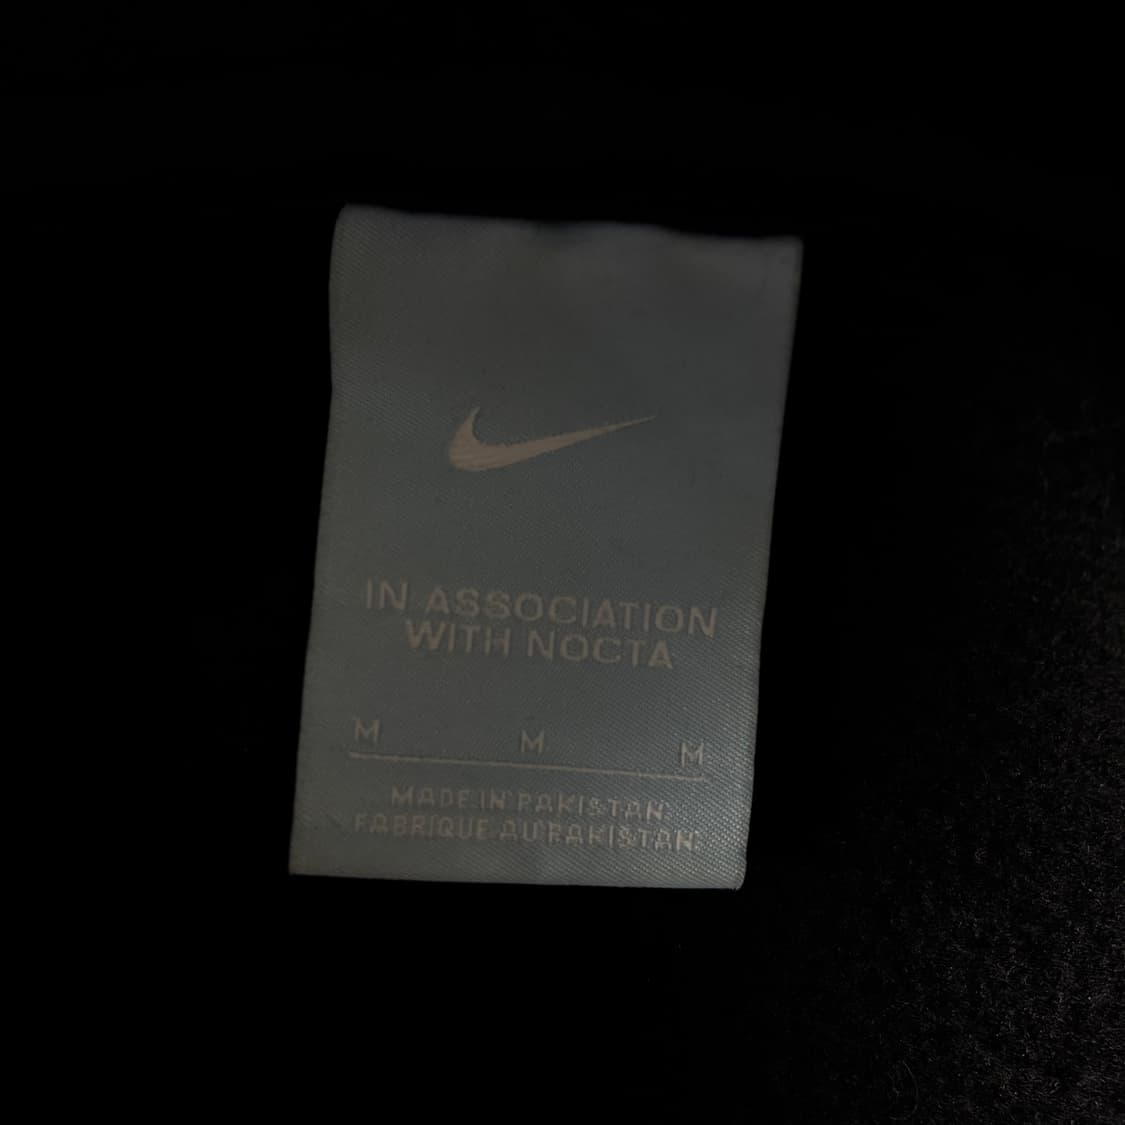 IN ASSOCIATION
WITH NOCTA
M M M
MADE IN PAKISTAN
FABRIQUE AU PAKISTAN